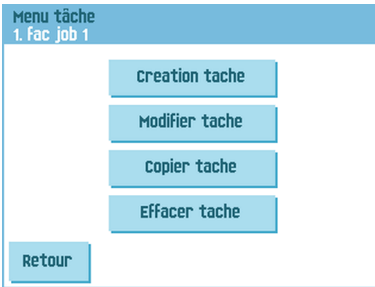 Menu tâche
1. Fac job 1
Creation tache
Modifier tache
Copier tache
Effacer tache
Retour